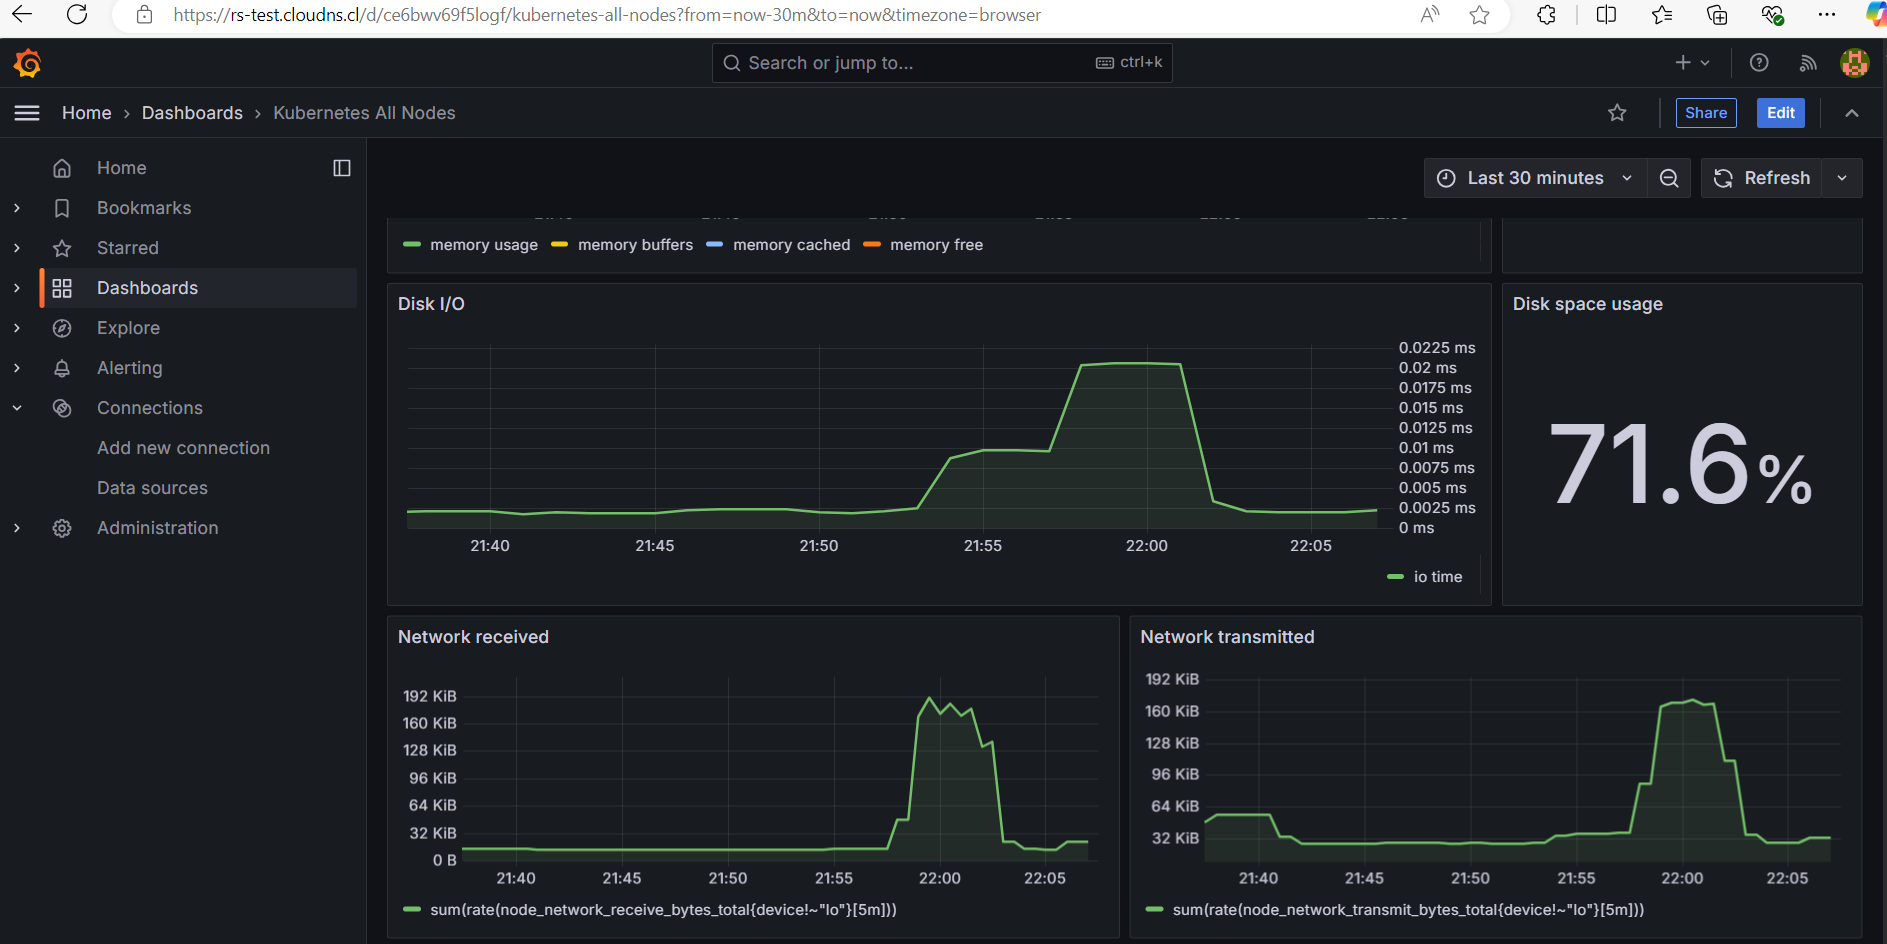 https://rs-test.cloudns.cl/d/ce6bwv69f5logf/kubernetes-all-nodes?from=now-30m&to=now&timezone=browser
Search or jump to... ctrl+k
Home › Dashboards › Kubernetes All Nodes
Share
Edit
Home
Bookmarks
Starred
Dashboards
Explore
Alerting
Connections
Add new connection
Data sources
Administration
Last 30 minutes
Refresh
memory usage memory buffers memory cached memory free
Disk I/O
0.0225 ms
0.02 ms
0.0175 ms
0.015 ms
0.0125 ms
0.01 ms
0.0075 ms
0.005 ms
0.0025 ms
0 ms
21:40 21:45 21:50 21:55 22:00 22:05
io time
Disk space usage
71.6%
Network received
192 KiB
160 KiB
128 KiB
96 KiB
64 KiB
32 KiB
0 B
21:40 21:45 21:50 21:55 22:00 22:05
sum(rate(node_network_receive_bytes_total{device!~"lo"}[5m]))
Network transmitted
192 KiB
160 KiB
128 KiB
96 KiB
64 KiB
32 KiB
21:40 21:45 21:50 21:55 22:00 22:05
sum(rate(node_network_transmit_bytes_total{device!~"lo"}[5m]))